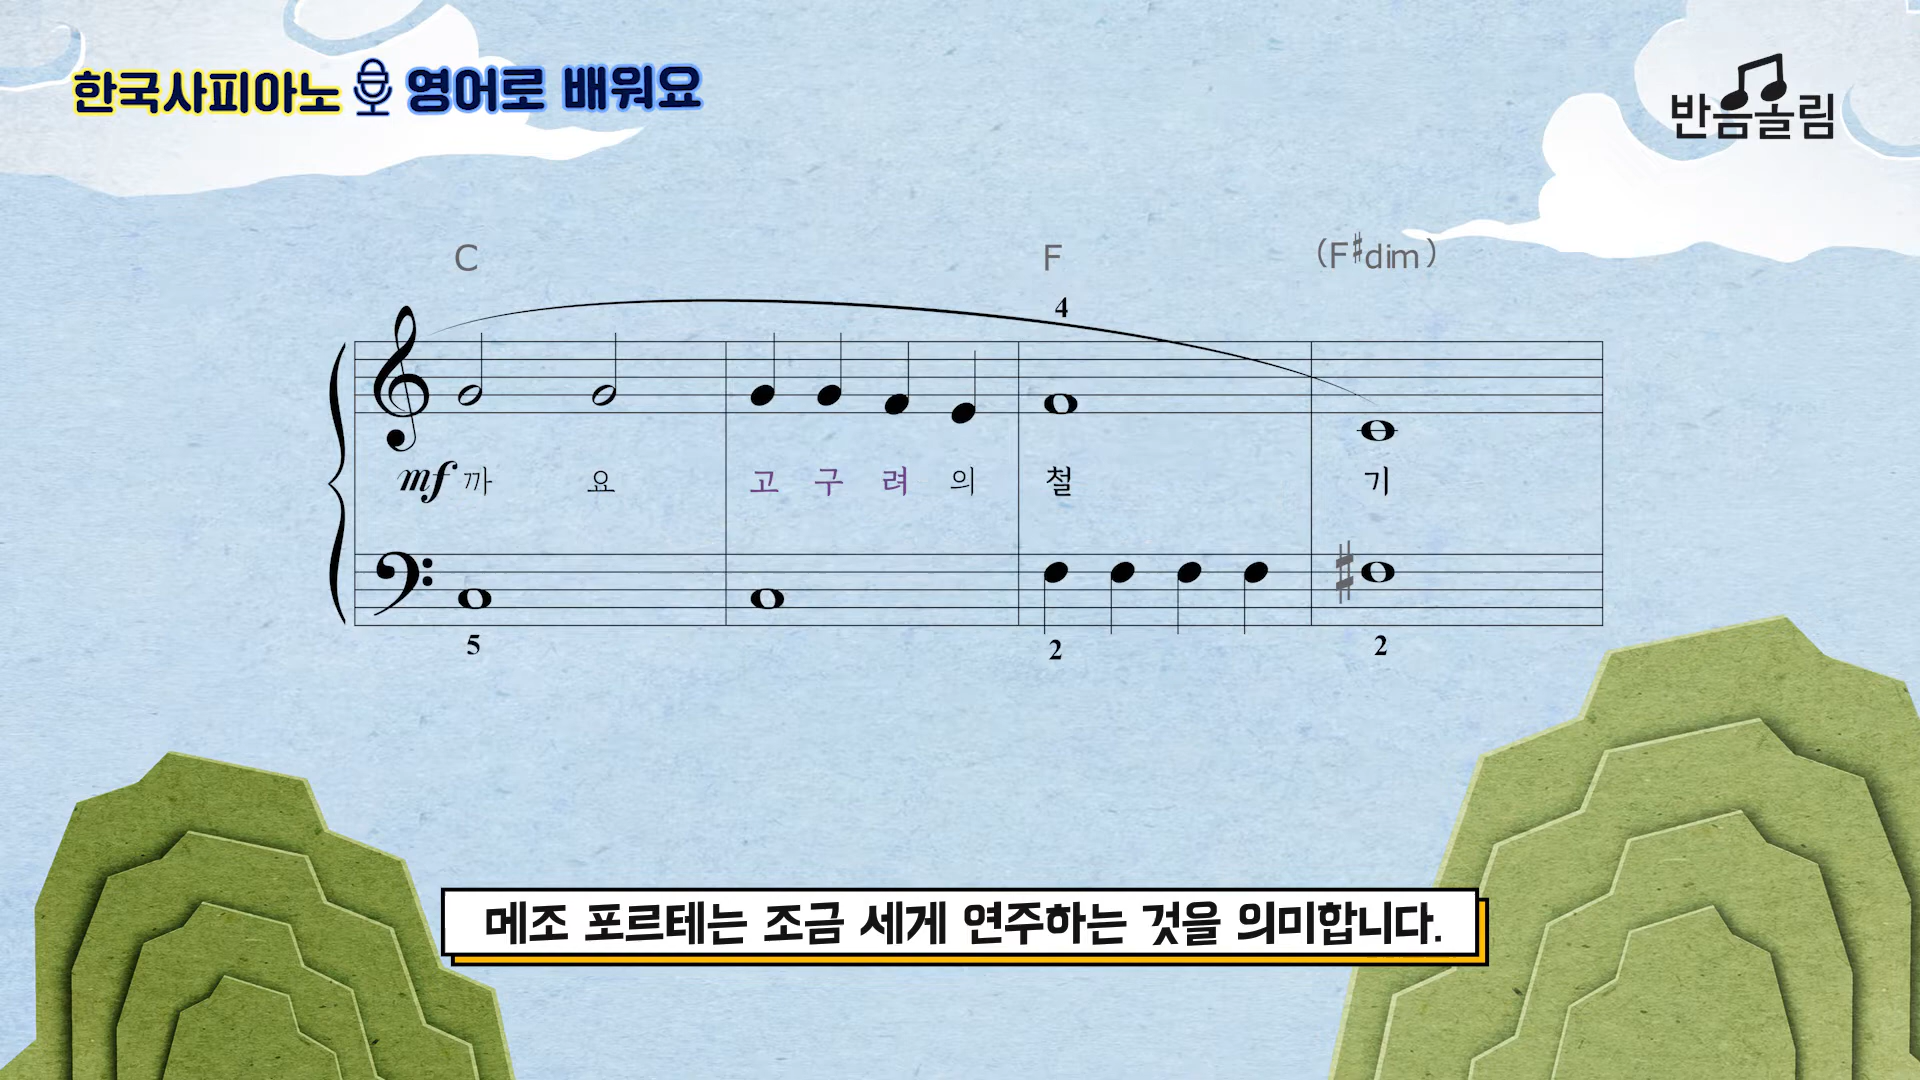 한국사피아노 영어로 배워요
반음올림
C F (F♯dim)
4
mf 까 요 고 구 려 의 철 기
5 2 2
메조 포르테는 조금 세게 연주하는 것을 의미합니다.